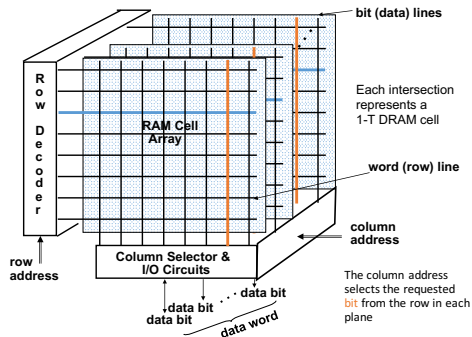 bit (data) lines
Row Decoder
Each intersection
represents a
1-T DRAM cell
RAM Cell
Array
word (row) line
column
address
Column Selector &
I/O Circuits
row
address
data bit
data bit
data bit
data word
The column address
selects the requested
bit from the row in each
plane